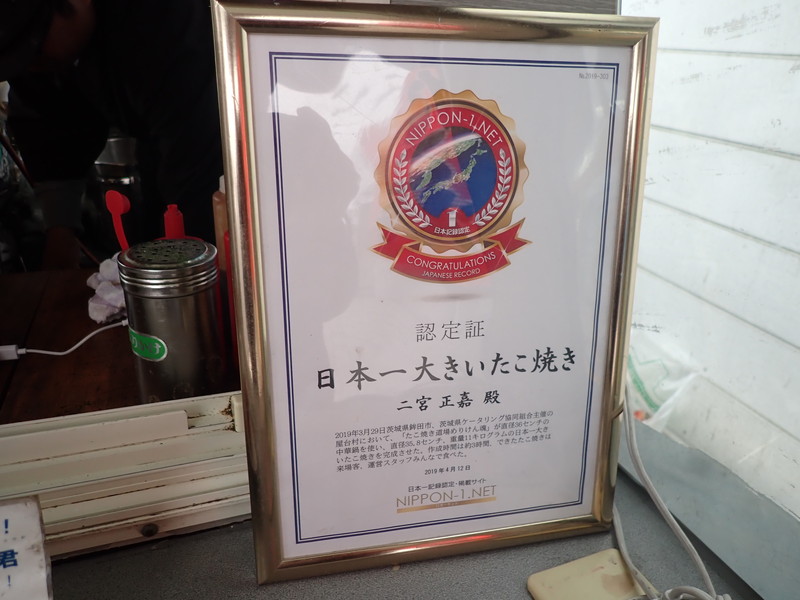 No.2019-353
NIPPON-1.NET
日本記録認定
CONGRATULATIONS
JAPANESE RECORD
認定証
日本一大きいたこ焼き
二宮 正嘉 殿
2019年3月29日茨城県鉾田市、茨城県ケータリング協同組合主催の
屋台村において、「たこ焼き道場めりけん魂」が直径36センチの
中華鍋を使い、直径35.8センチ、重量11キログラムの日本一大き
いたこ焼きを完成させた。作成時間は約3時間、できたたこ焼きは
来場客、運営スタッフみんなで食べた。
2019年4月12日
日本一記録認定・掲載サイト
NIPPON-1.NET
！
君
！